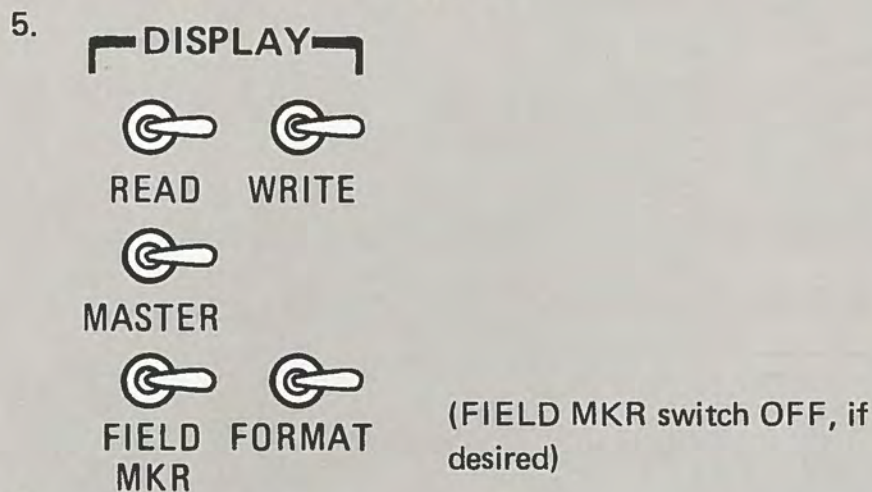 5.
DISPLAY
READ WRITE
MASTER
FIELD FORMAT
MKR
(FIELD MKR switch OFF, if
desired)